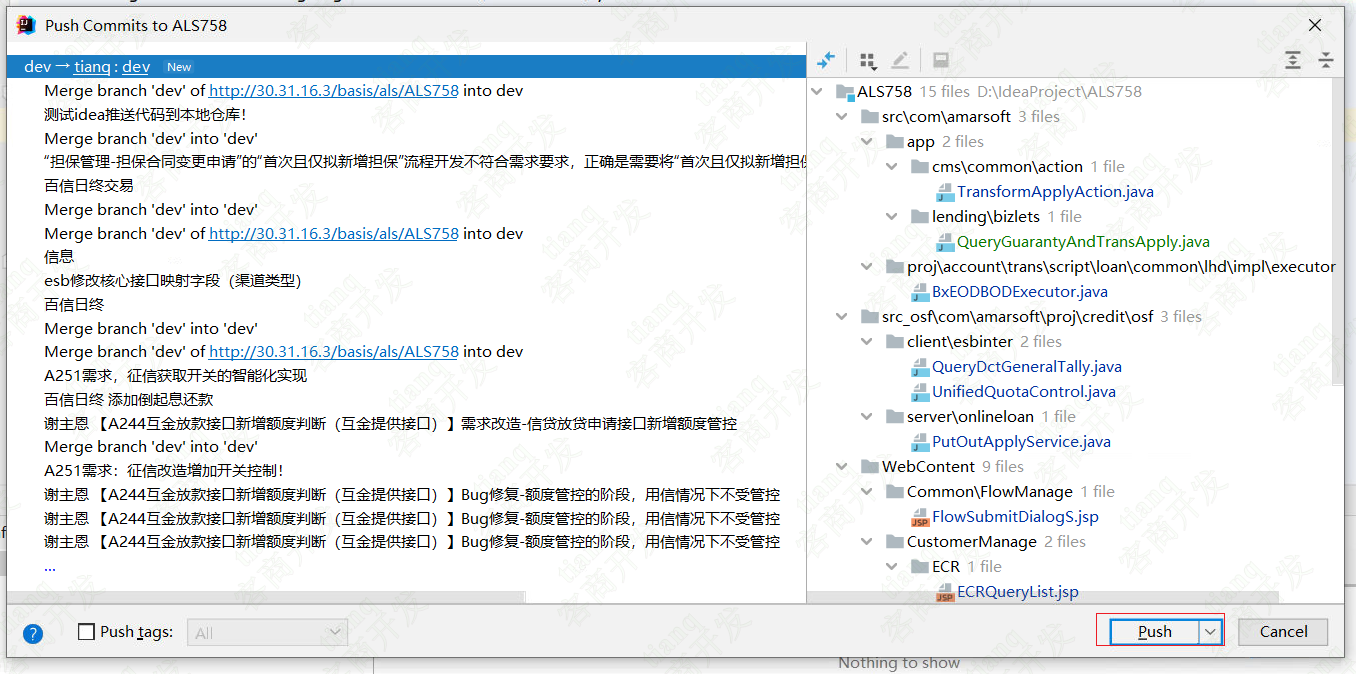 Push Commits to ALS758
dev → tianq : dev New
Merge branch 'dev' of http://30.31.16.3/basis/als/ALS758 into dev
测试idea推送代码到本地仓库!
Merge branch 'dev' into 'dev'
“担保管理-担保合同变更申请”的“首次且仅拟新增担保”流程开发不符合需求要求，正确是需要将“首次且仅拟新增担保
百信日终交易
Merge branch 'dev' into 'dev'
Merge branch 'dev' of http://30.31.16.3/basis/als/ALS758 into dev
信息
esb修改核心接口映射字段（渠道类型）
百信日终
Merge branch 'dev' into 'dev'
Merge branch 'dev' of http://30.31.16.3/basis/als/ALS758 into dev
A251需求，征信获取开关的智能化实现
百信日终 添加倒起息还款
谢主恩 【A244互金放款接口新增额度判断（互金提供接口）】需求改造-信贷放贷申请接口新增额度管控
Merge branch 'dev' into 'dev'
A251需求：征信改造增加开关控制!
谢主恩 【A244互金放款接口新增额度判断（互金提供接口）】Bug修复-额度管控的阶段，用信情况下不受管控
谢主恩 【A244互金放款接口新增额度判断（互金提供接口）】Bug修复-额度管控的阶段，用信情况下不受管控
谢主恩 【A244互金放款接口新增额度判断（互金提供接口）】Bug修复-额度管控的阶段，用信情况下不受管控
...
ALS758 15 files D:\IdeaProject\ALS758
src\com\amarsoft 3 files
app 2 files
cms\common\action 1 file
TransformApplyAction.java
lending\bizlets 1 file
QueryGuarantyAndTransApply.java
proj\account\trans\script\loan\common\lhd\impl\executor
BxEODBODExecutor.java
src_osf\com\amarsoft\proj\credit\osf 3 files
client\esbinter 2 files
QueryDctGeneralTally.java
UnifiedQuotaControl.java
server\onlineloan 1 file
PutOutApplyService.java
WebContent 9 files
Common\FlowManage 1 file
FlowSubmitDialogS.jsp
CustomerManage 2 files
ECR 1 file
ECRQueryList.jsp
? Push tags: All
Push Cancel
Nothing to show